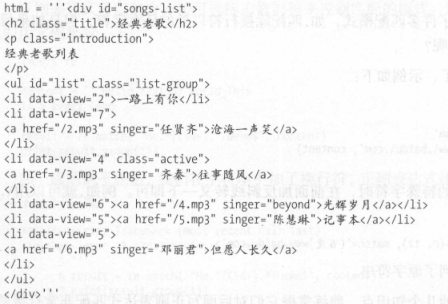 html = '''<div id="songs-list">
<h2 class="title">经典老歌</h2>
<p class="introduction">
经典老歌列表
</p>
<ul id="list" class="list-group">
<li data-view="2">一路上有你</li>
<li data-view="7">
<a href="/2.mp3" singer="任贤齐">沧海一声笑</a>
</li>
<li data-view="4" class="active">
<a href="/3.mp3" singer="齐秦">往事随风</a>
</li>
<li data-view="6"><a href="/4.mp3" singer="beyond">光辉岁月</a></li>
<li data-view="5"><a href="/5.mp3" singer="陈慧琳">记事本</a></li>
<li data-view="5">
<a href="/6.mp3" singer="邓丽君">但愿人长久</a>
</li>
</ul>
</div>'''